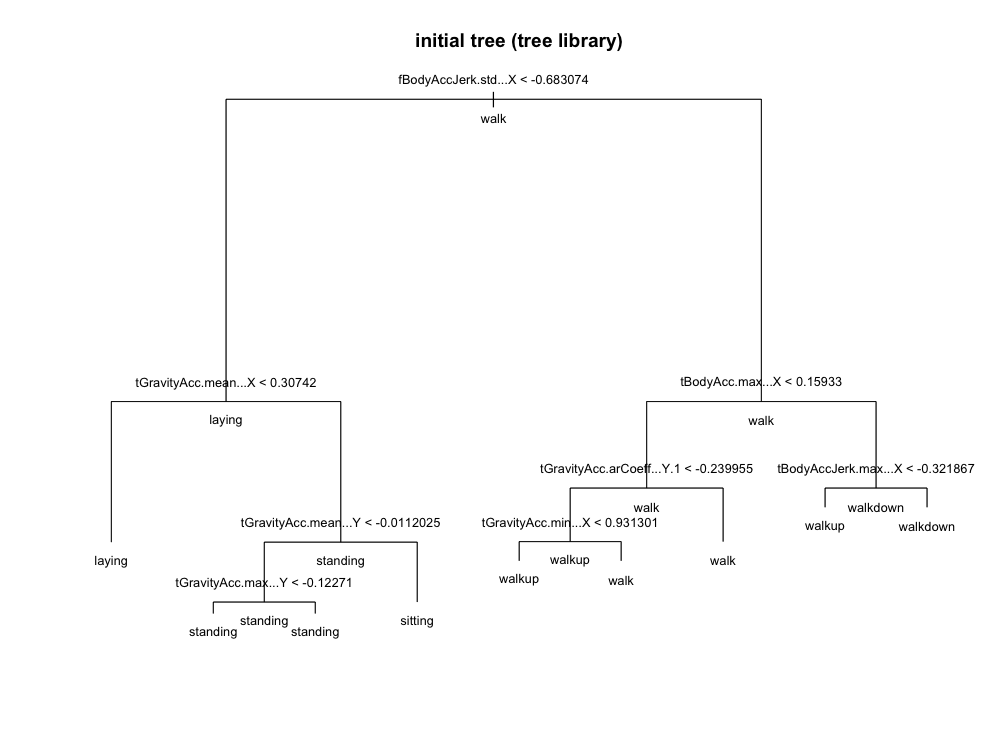 initial tree (tree library)
fBodyAccJerk.std...X < -0.683074
walk
tGravityAcc.mean...X < 0.30742
tBodyAcc.max...X < 0.15933
laying
walk
tGravityAcc.arCoeff...Y.1 < -0.239955
tBodyAccJerk.max...X < -0.321867
walk
walkdown
tGravityAcc.mean...Y < -0.0112025
tGravityAcc.min...X < 0.931301
walkup
walkdown
laying
standing
walkup
walk
tGravityAcc.max...Y < -0.12271
walkup
walk
standing
sitting
standing
standing